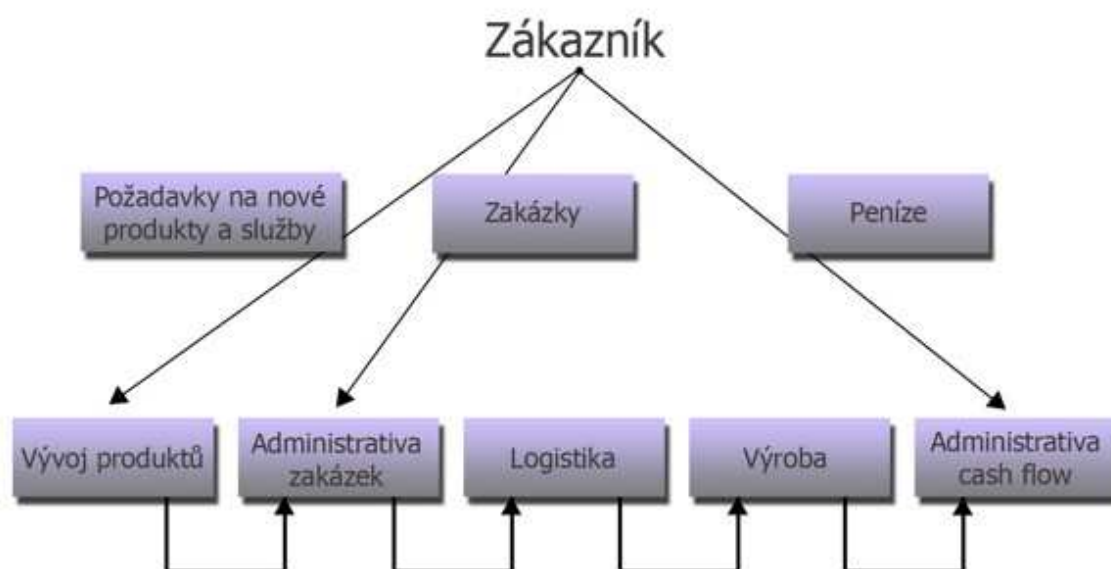 Zákazník
Požadavky na nové
produkty a služby
Zakázky
Peníze
Vývoj produktů
Administrativa
zakázek
Logistika
Výroba
Administrativa
cash flow